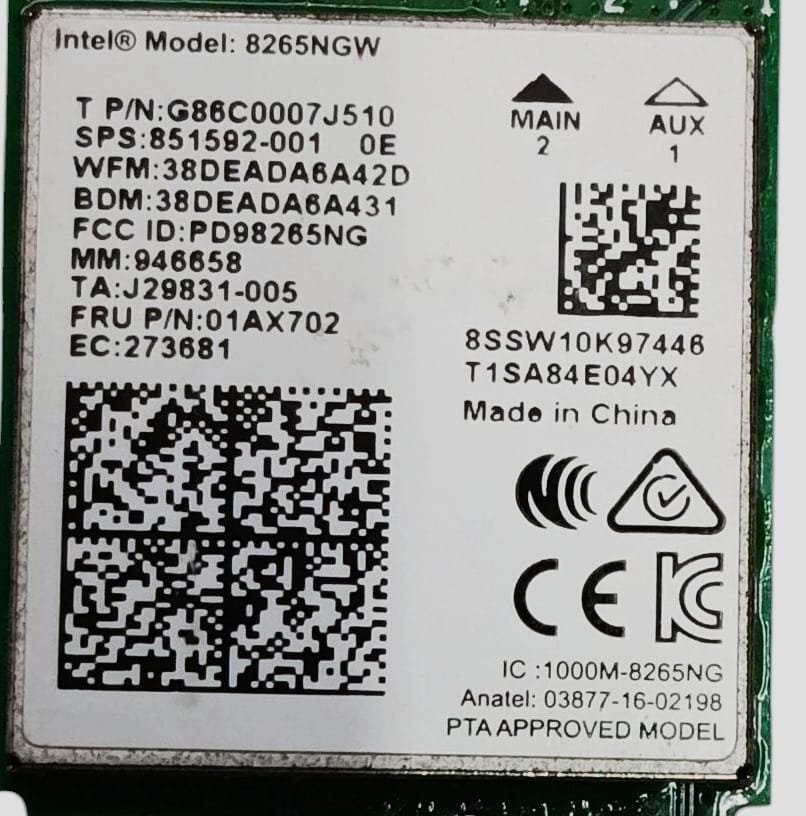 Intel® Model: 8265NGW
T P/N:G86C0007J510
SPS:851592-001 0E
WFM:38DEADA6A42D
BDM:38DEADA6A431
FCC ID:PD98265NG
MM:946658
TA:J29831-005
FRU P/N:01AX702
EC:273681
MAIN
2
AUX
1
8SSW10K97446
T1SA84E04YX
Made in China
CE
IC :1000M-8265NG
Anatel: 03877-16-02198
PTA APPROVED MODEL